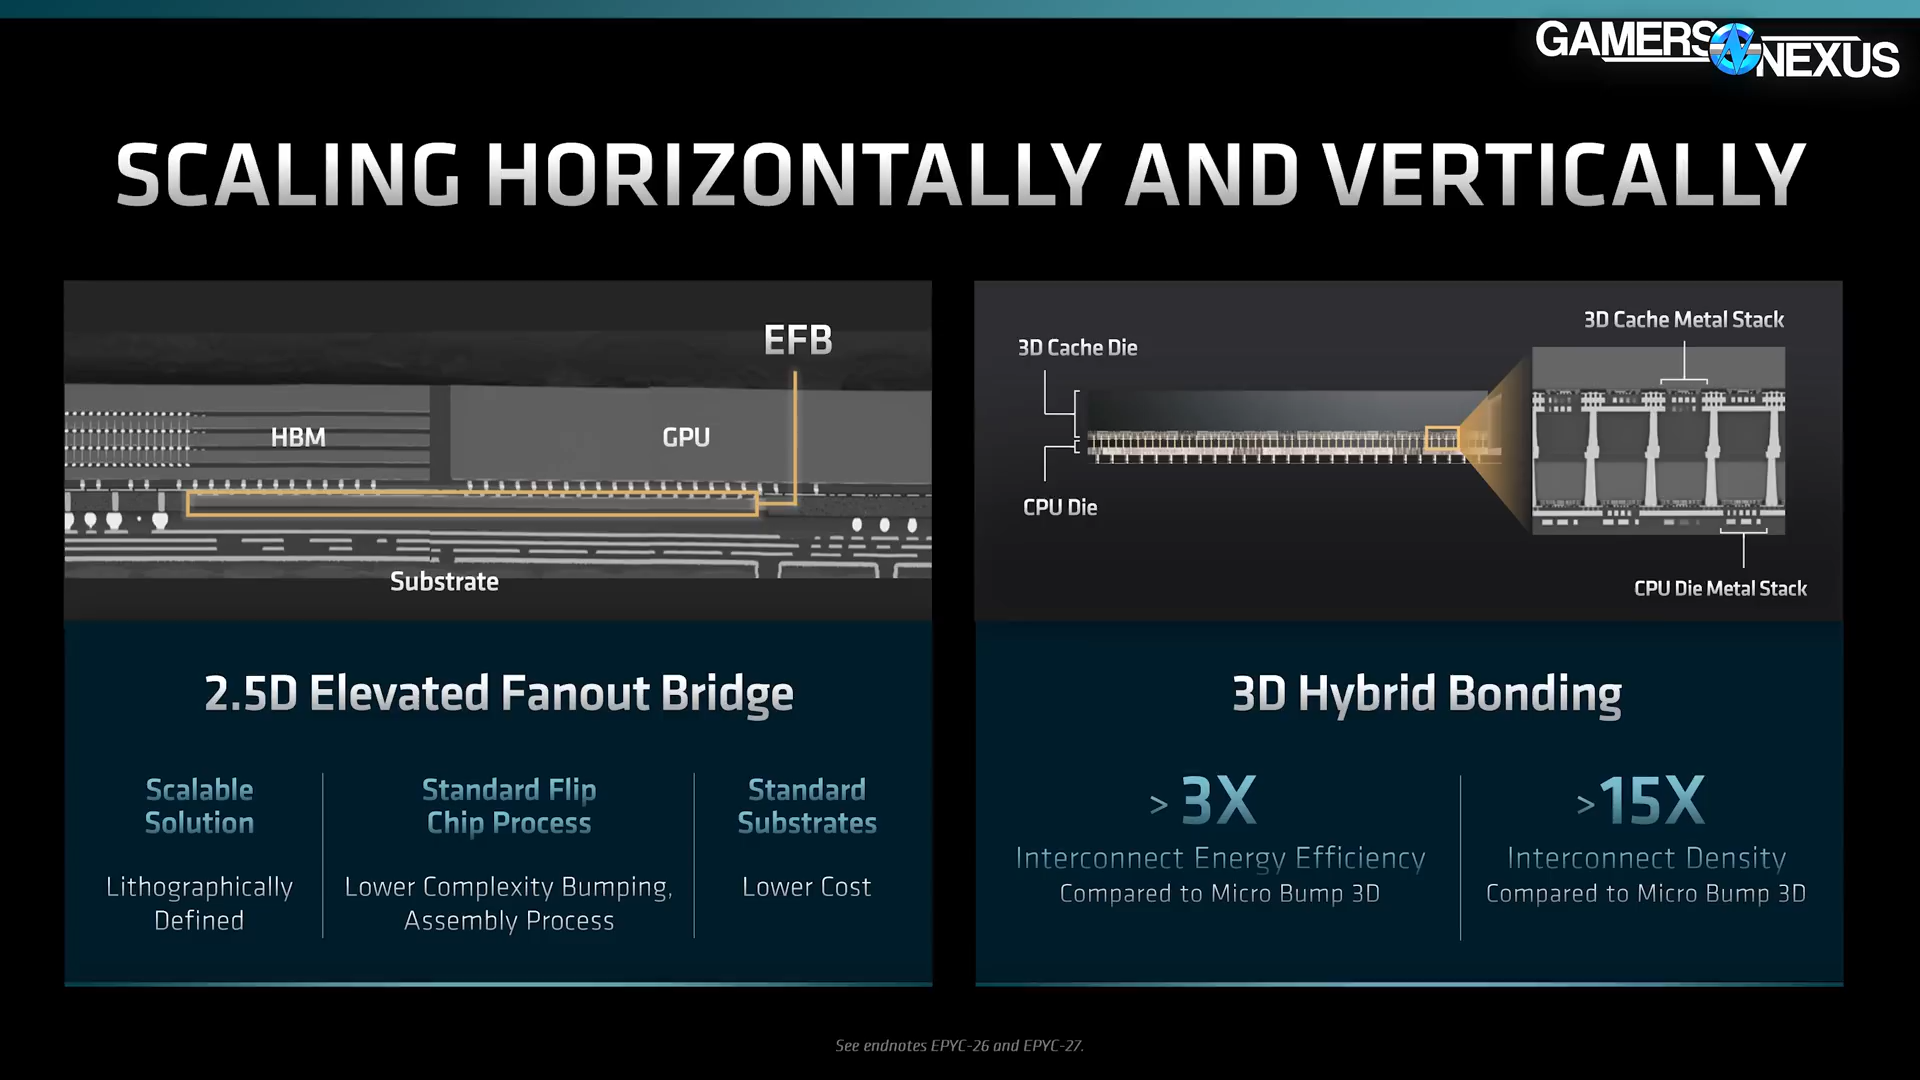 GAMERS NEXUS
SCALING HORIZONTALLY AND VERTICALLY
EFB
HBM
GPU
Substrate
2.5D Elevated Fanout Bridge
Scalable
Solution
Lithographically
Defined
Standard Flip
Chip Process
Lower Complexity Bumping,
Assembly Process
Standard
Substrates
Lower Cost
3D Cache Metal Stack
3D Cache Die
CPU Die
CPU Die Metal Stack
3D Hybrid Bonding
> 3X
Interconnect Energy Efficiency
Compared to Micro Bump 3D
>15X
Interconnect Density
Compared to Micro Bump 3D
See endnotes EPYC-26 and EPYC-27.